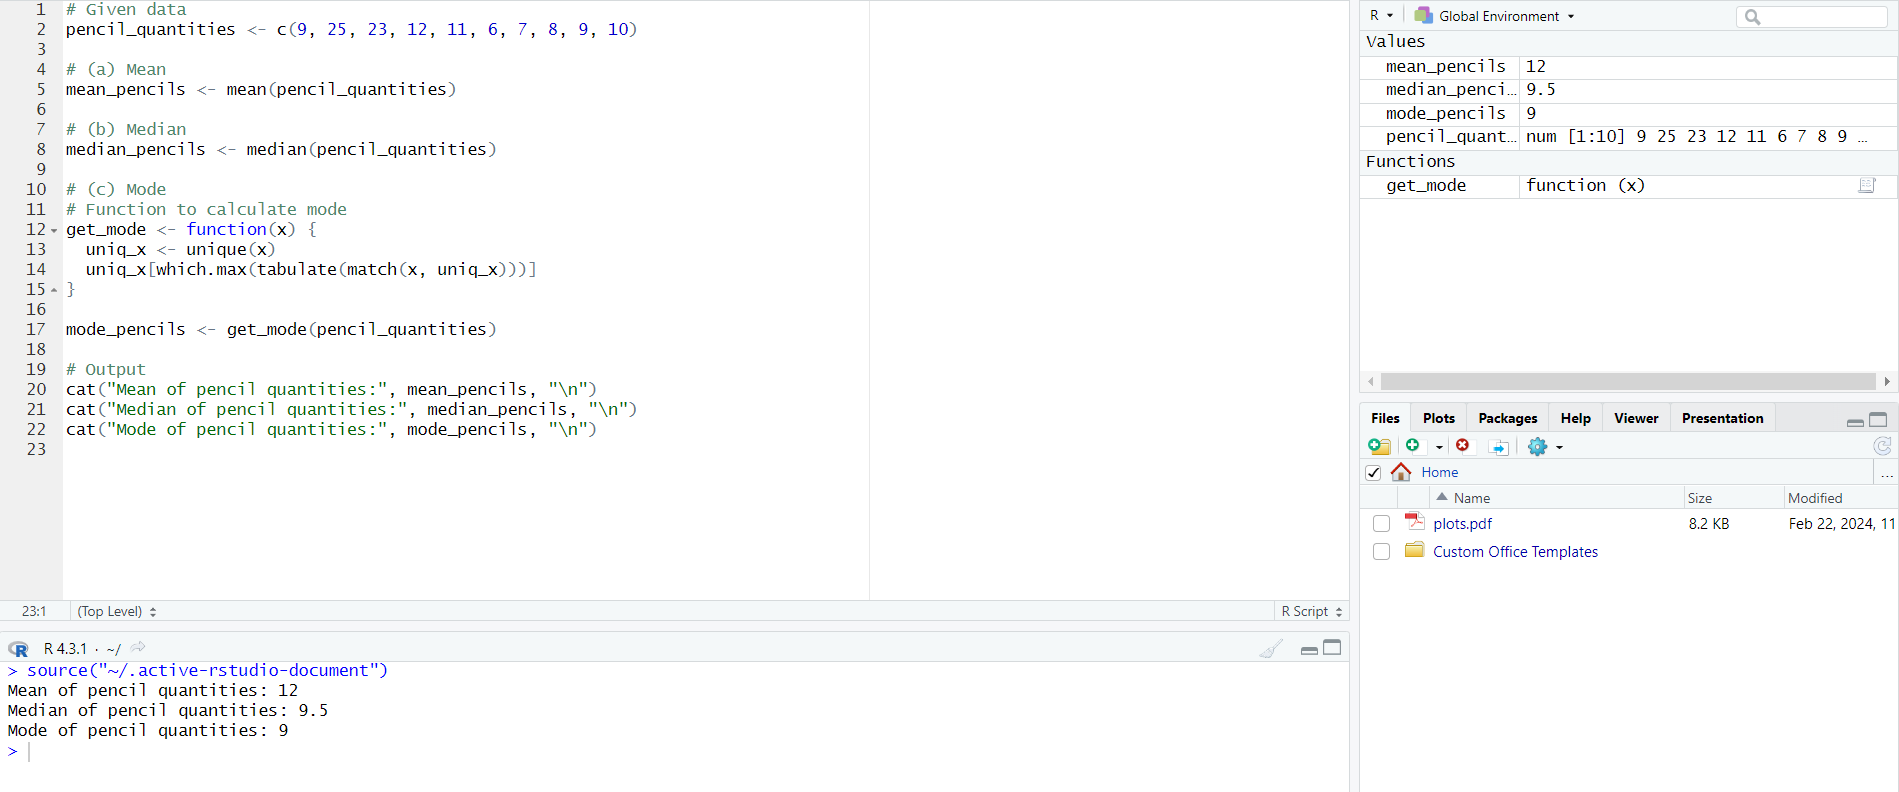 1 # Given data
2 pencil_quantities <- c(9, 25, 23, 12, 11, 6, 7, 8, 9, 10)
3
4 # (a) Mean
5 mean_pencils <- mean(pencil_quantities)
6
7 # (b) Median
8 median_pencils <- median(pencil_quantities)
9
10 # (c) Mode
11 # Function to calculate mode
12 get_mode <- function(x) {
13   uniq_x <- unique(x)
14   uniq_x[which.max(tabulate(match(x, uniq_x)))]
15 }
16
17 mode_pencils <- get_mode(pencil_quantities)
18
19 # Output
20 cat("Mean of pencil quantities:", mean_pencils, "\n")
21 cat("Median of pencil quantities:", median_pencils, "\n")
22 cat("Mode of pencil quantities:", mode_pencils, "\n")
23
23:1 (Top Level) R Script
R R 4.3.1 · ~/
> source("~/.active-rstudio-document")
Mean of pencil quantities: 12
Median of pencil quantities: 9.5
Mode of pencil quantities: 9
>
R Global Environment
Values
mean_pencils 12
median_penci… 9.5
mode_pencils 9
pencil_quant… num [1:10] 9 25 23 12 11 6 7 8 9 …
Functions
get_mode function (x)
Files Plots Packages Help Viewer Presentation
Home ...
Name Size Modified
plots.pdf 8.2 KB Feb 22, 2024, 11
Custom Office Templates